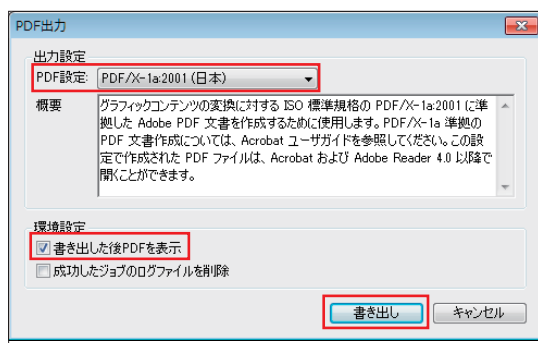 PDF出力
出力設定
PDF設定: PDF/X-1a:2001 (日本)
概要
グラフィックコンテンツの変換に対する ISO 標準規格の PDF/X-1a:2001 に準
拠した Adobe PDF 文書を作成するために使用します。PDF/X-1a 準拠の
PDF 文書作成については、Acrobat ユーザガイドを参照してください。この設
定で作成された PDF ファイルは、Acrobat および Adobe Reader 4.0 以降で
開くことができます。
環境設定
書き出した後PDFを表示
成功したジョブのログファイルを削除
書き出し キャンセル